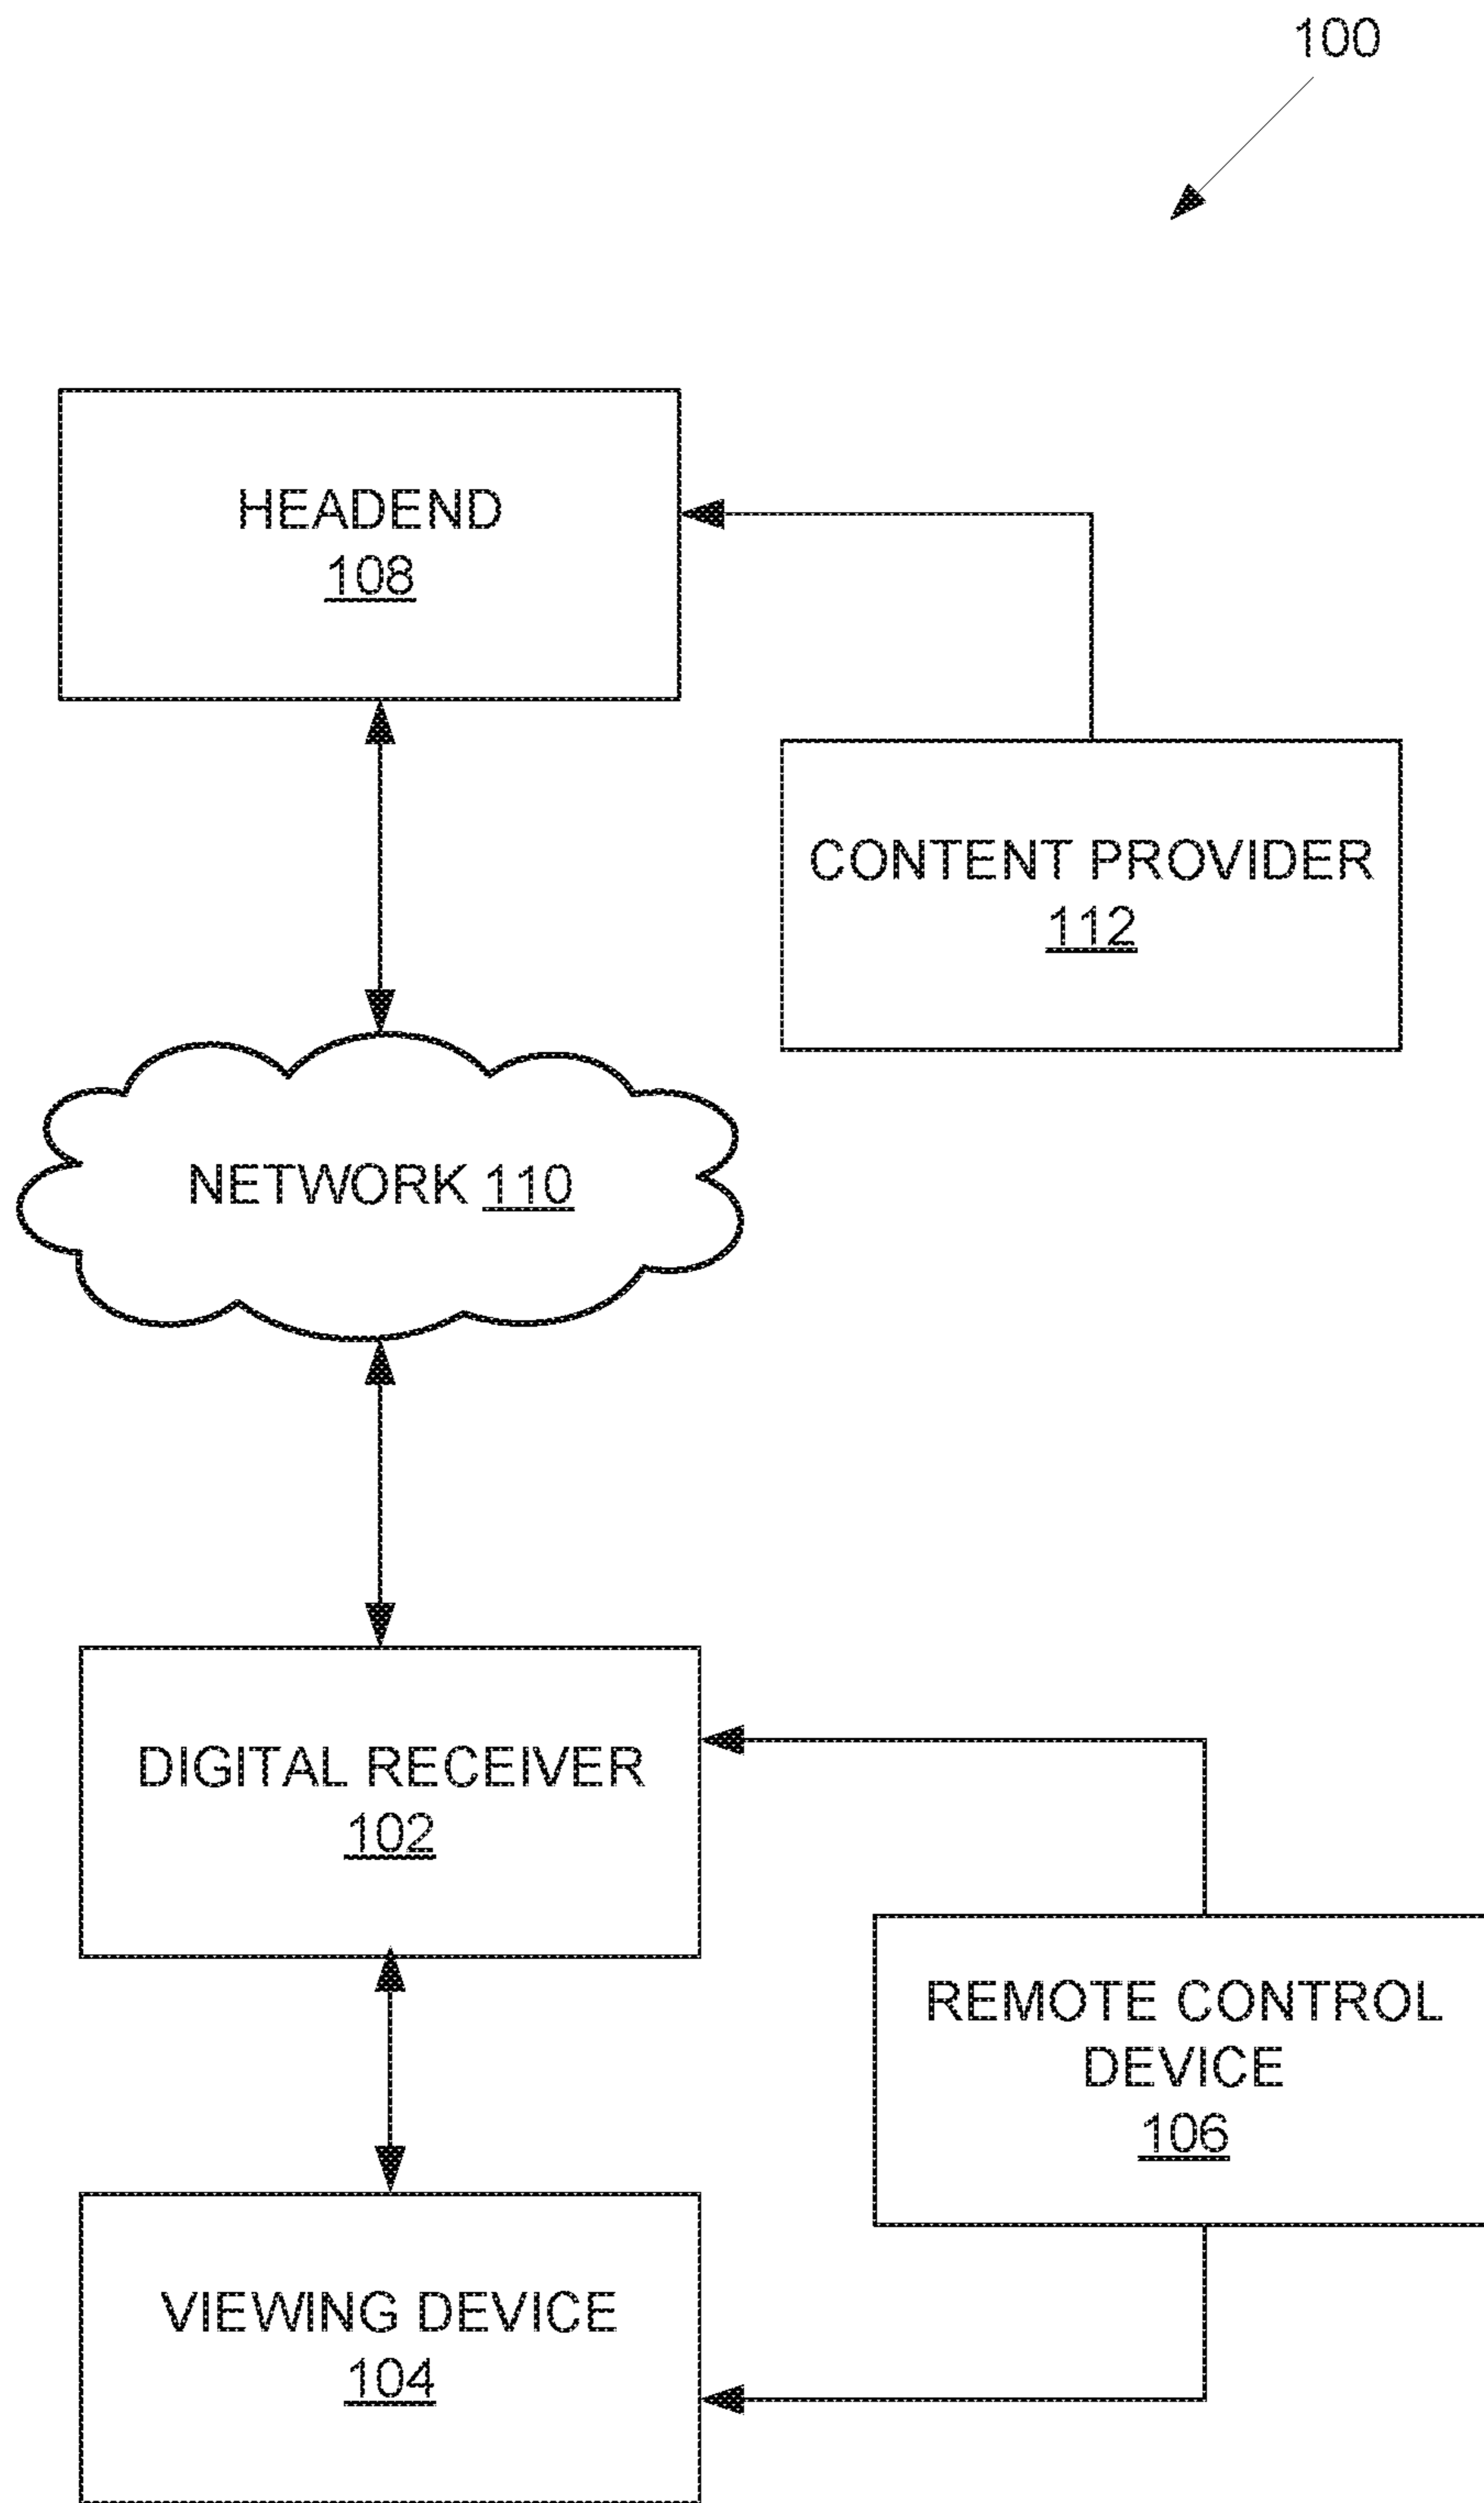 100
HEADEND
108
CONTENT PROVIDER
112
NETWORK 110
DIGITAL RECEIVER
102
REMOTE CONTROL
DEVICE
106
VIEWING DEVICE
104